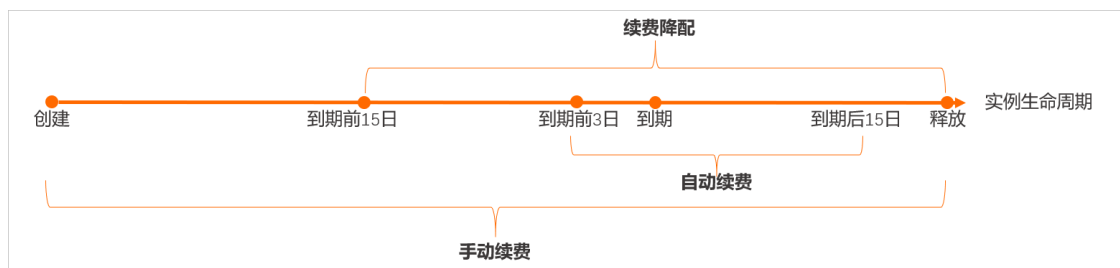 续费降配
创建
到期前15日
到期前3日
到期
到期后15日
释放
实例生命周期
自动续费
手动续费